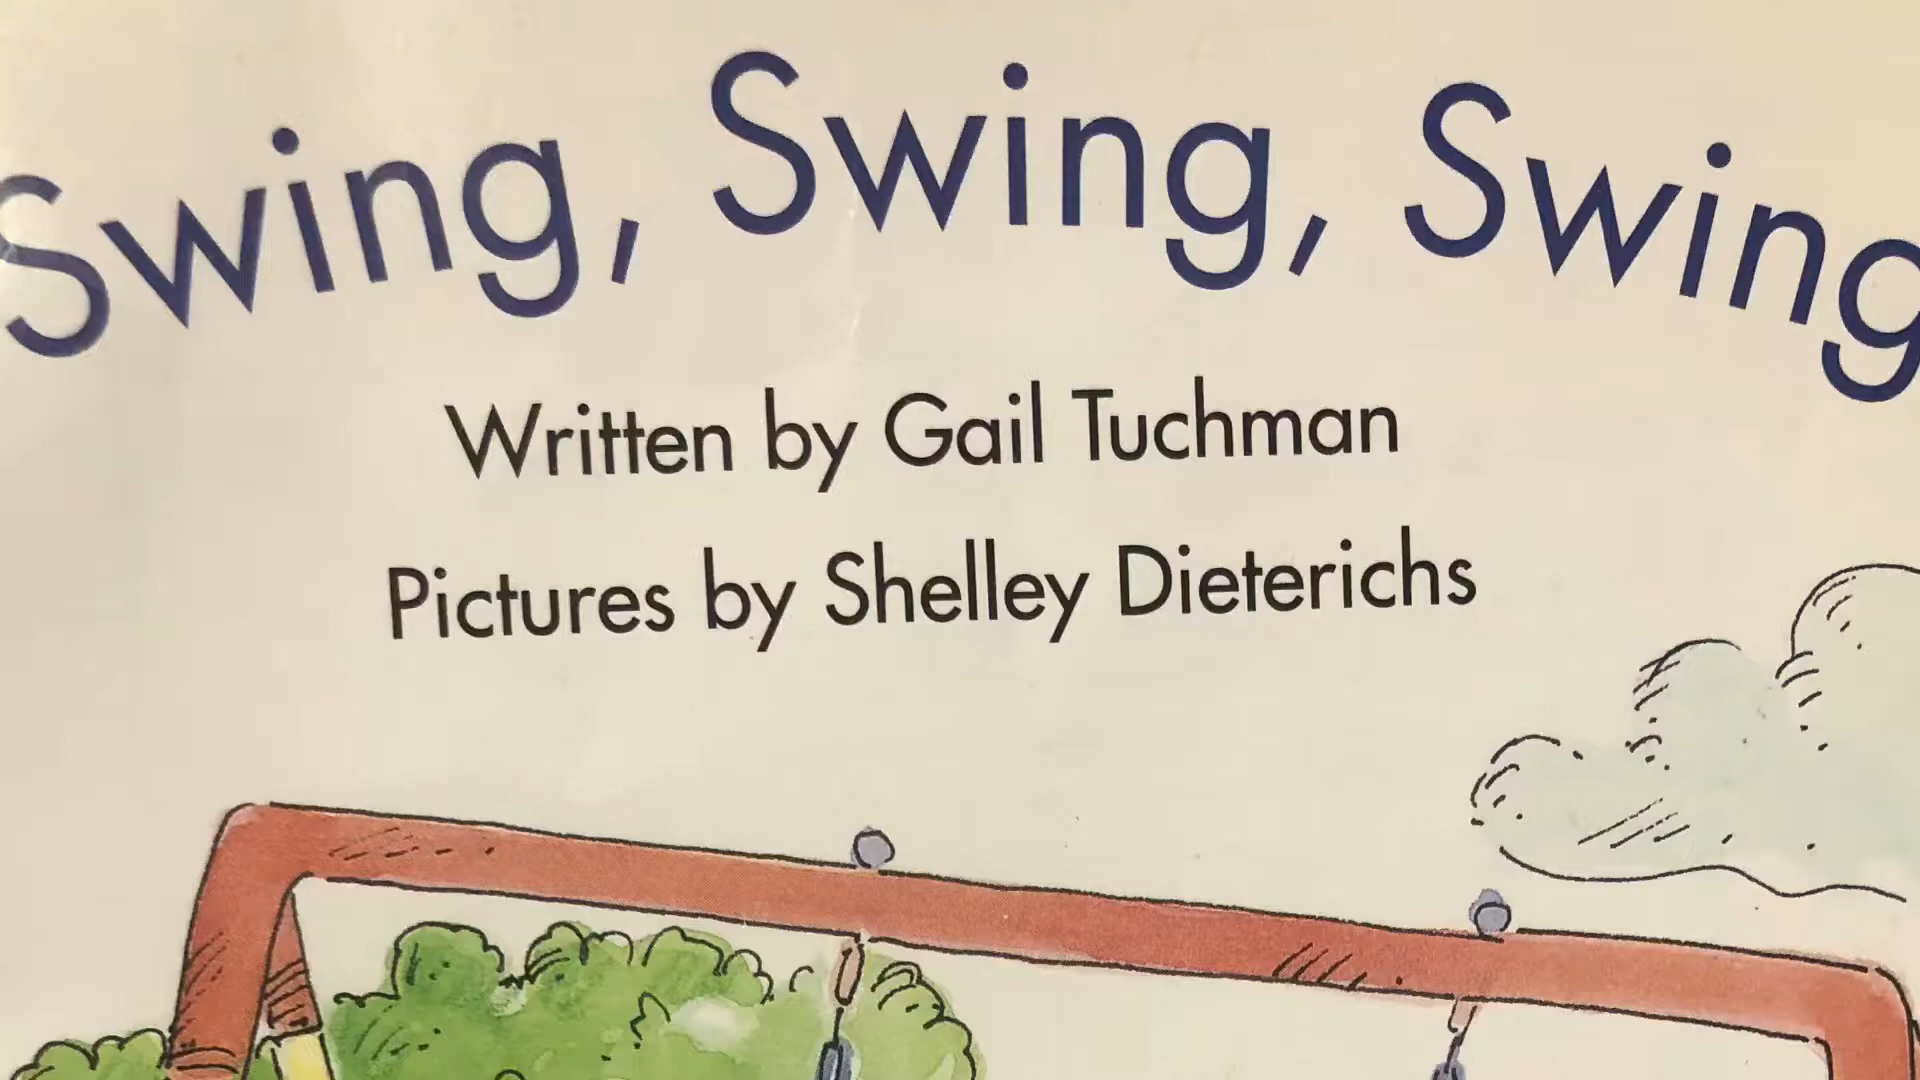 Swing, Swing, Swing
Written by Gail Tuchman
Pictures by Shelley Dieterichs